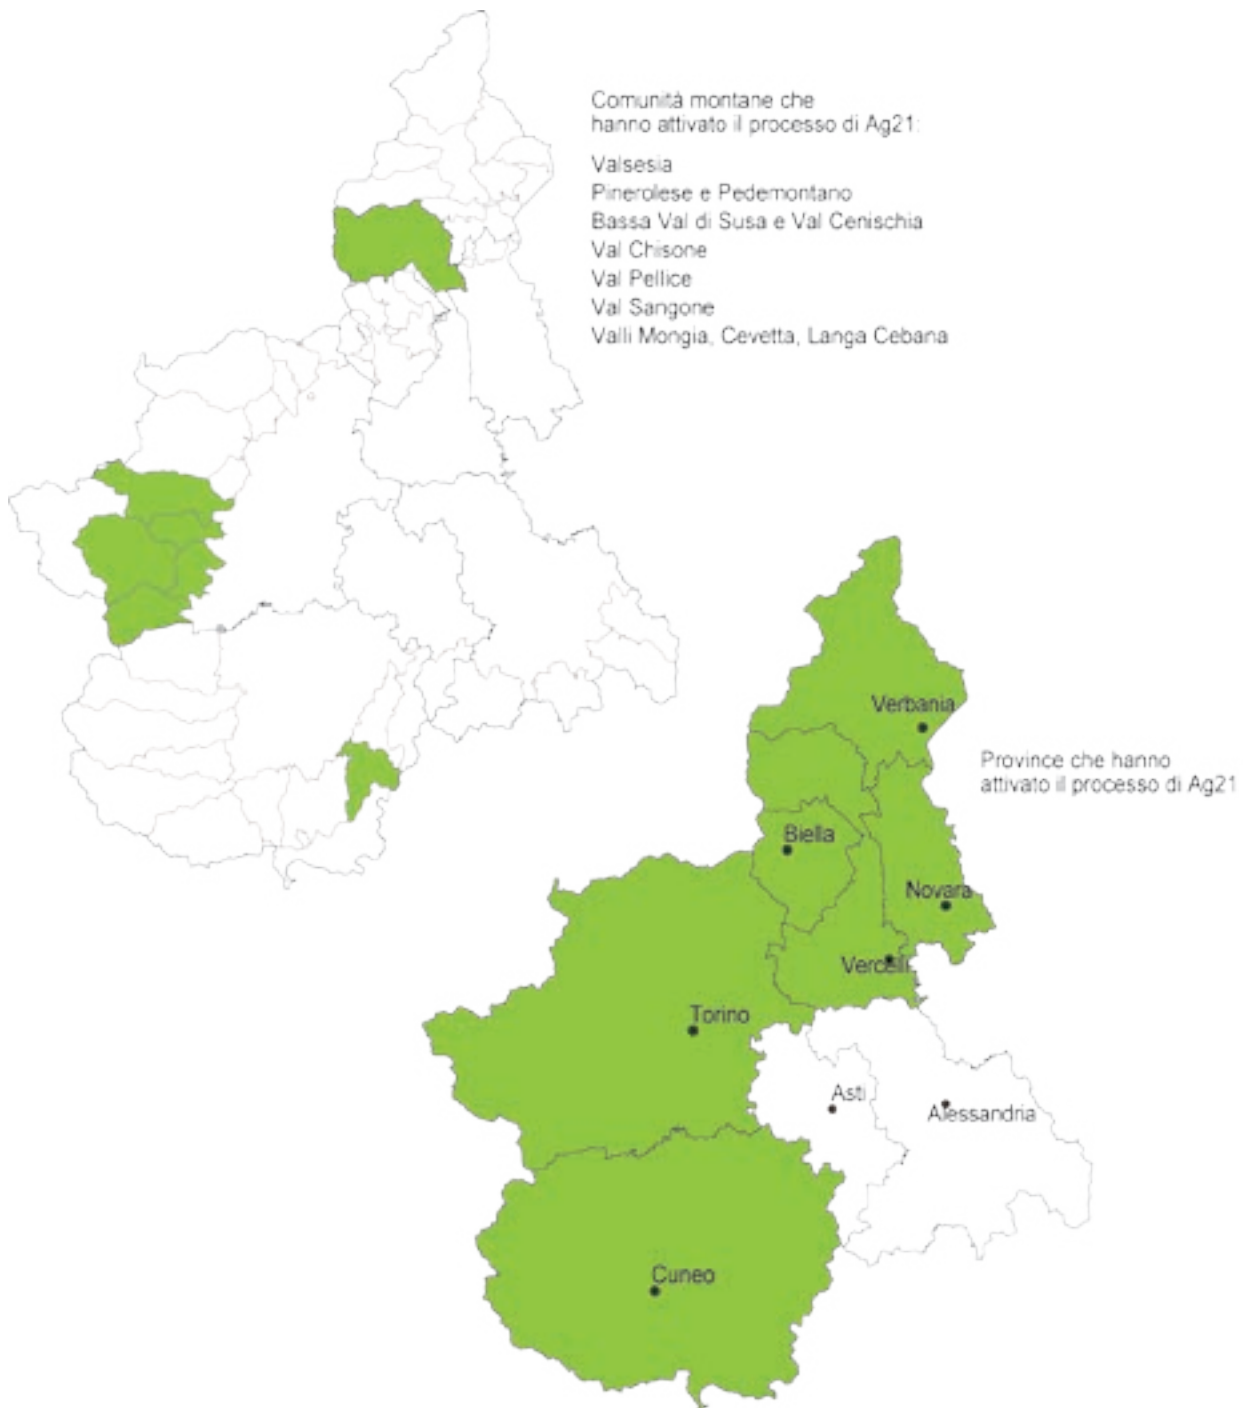 Comunità montane che
hanno attivato il processo di Ag21:
Valsesia
Pinerolese e Pedemontano
Bassa Val di Susa e Val Cenischia
Val Chisone
Val Pellice
Val Sangone
Valli Mongia, Cevetta, Langa Cebana
Verbania
Province che hanno
attivato il processo di Ag21
Biella
Novara
Vercelli
Torino
Asti
Alessandria
Cuneo